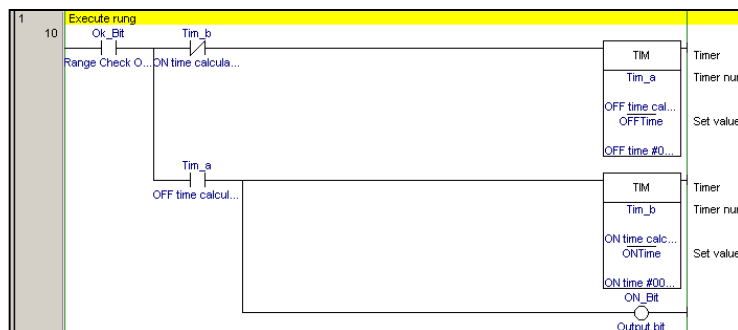 1 Execute rung
10 Ok_Bit Tim_b
Range Check O... ON time calcula...
TIM Timer
Tim_a Timer nu
OFF time cal...
OFFTime Set value
OFF time #0...
Tim_a
OFF time calcul...
TIM Timer
Tim_b Timer nu
ON time calc...
ONTime Set value
ON time #00...
ON_Bit
Output bit